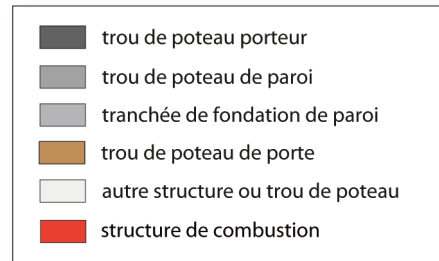 trou de poteau porteur
trou de poteau de paroi
tranchée de fondation de paroi
trou de poteau de porte
autre structure ou trou de poteau
structure de combustion